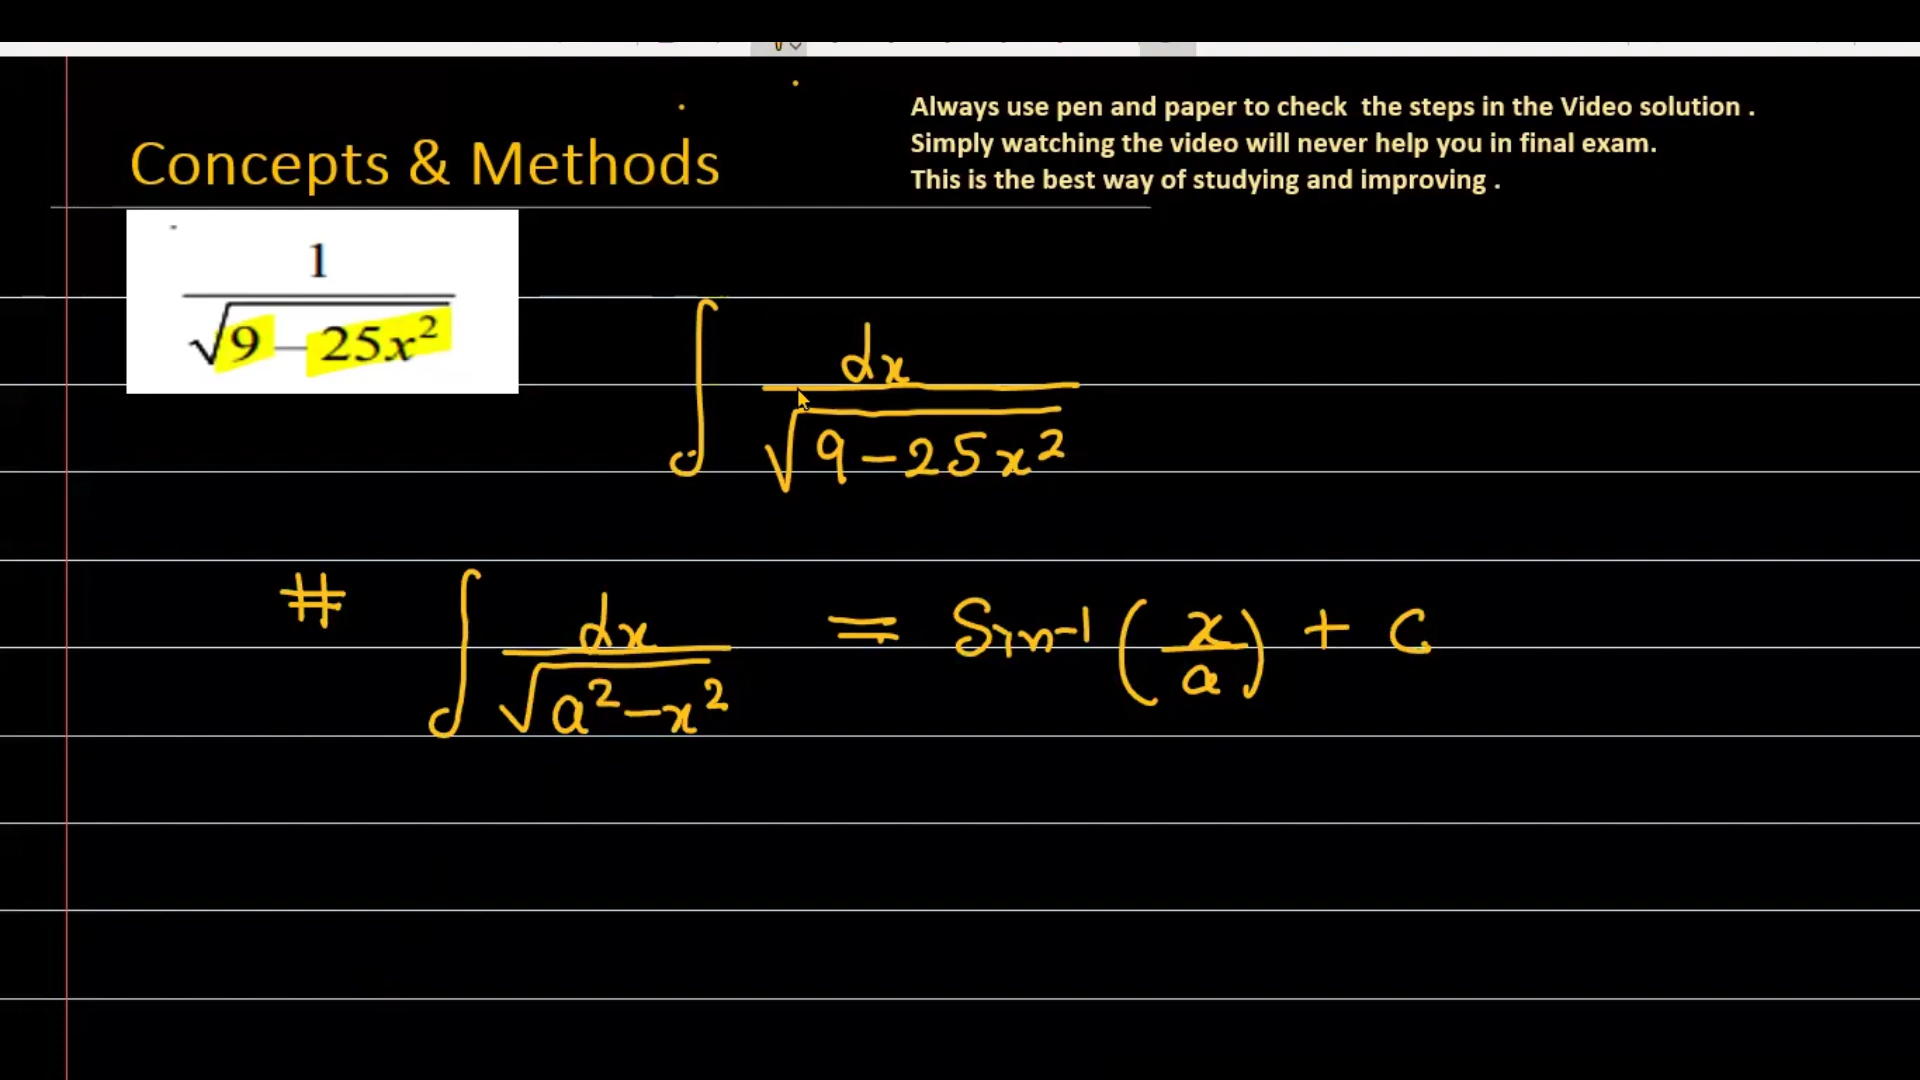 Always use pen and paper to check the steps in the Video solution .
Simply watching the video will never help you in final exam.
This is the best way of studying and improving .
Concepts & Methods
1
√9 – 25x²
∫ dx
√9-25x²
# ∫ dx / √a²-x² = Sin-1 (x/a) + C